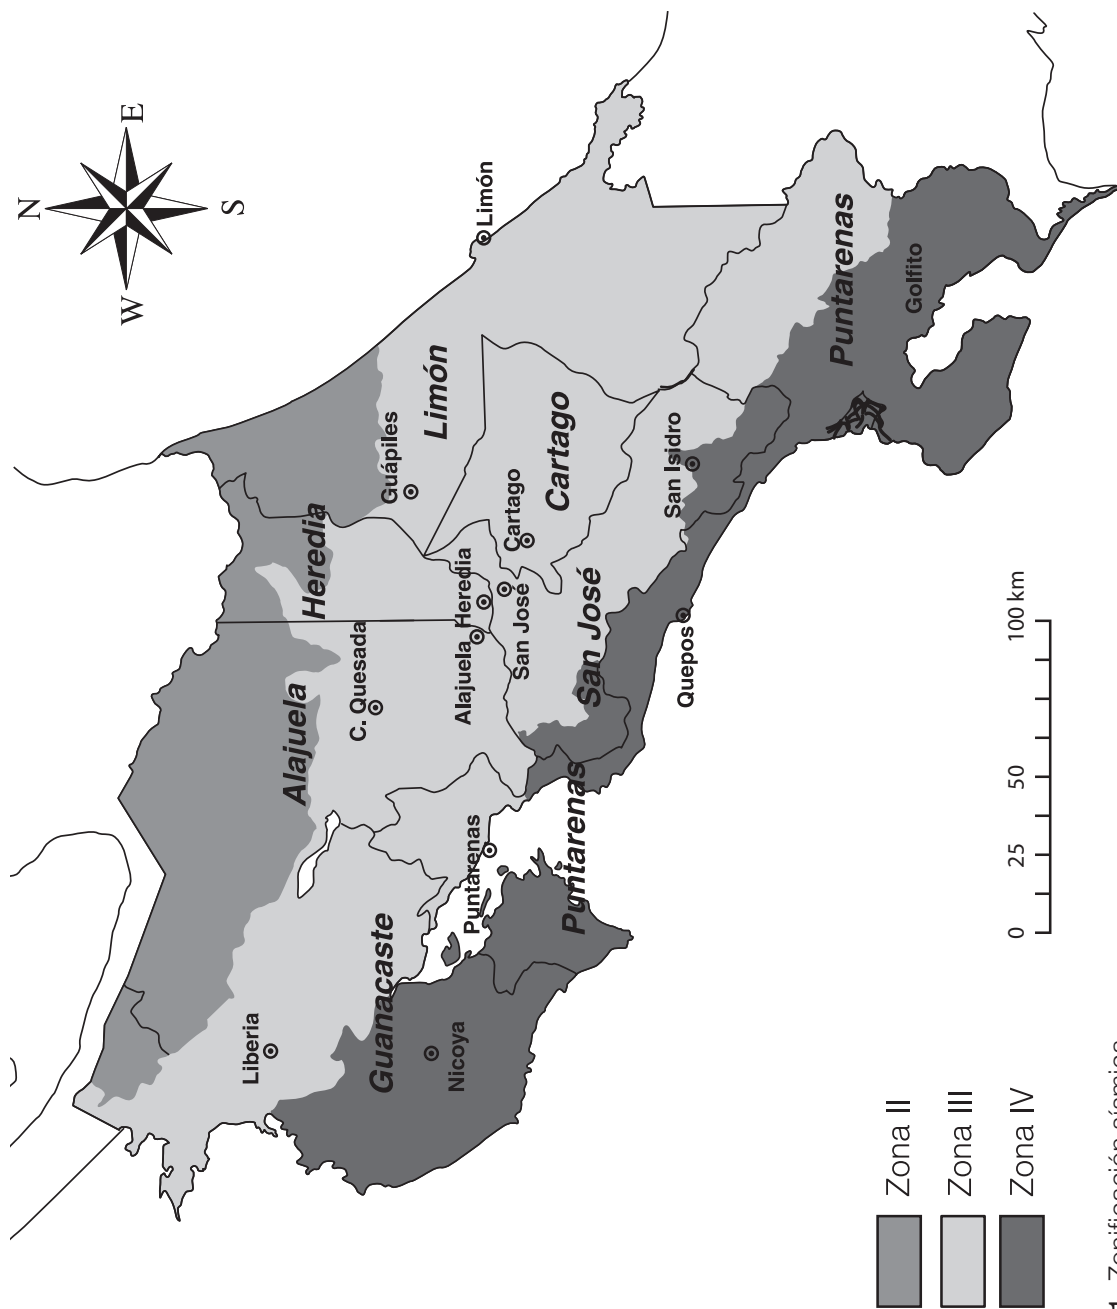 N
W
E
S
Limón
Limón
Guápiles
Heredia
Alajuela
C. Quesada
Cartago
Cartago
Heredia
Alajuela
San José
San José
San Isidro
Puntarenas
Golfito
Quepos
Puntarenas
Puntarenas
Guanacaste
Liberia
Nicoya
0
25
50
100 km
Zona II
Zona III
Zona IV
Zonificación sísmica